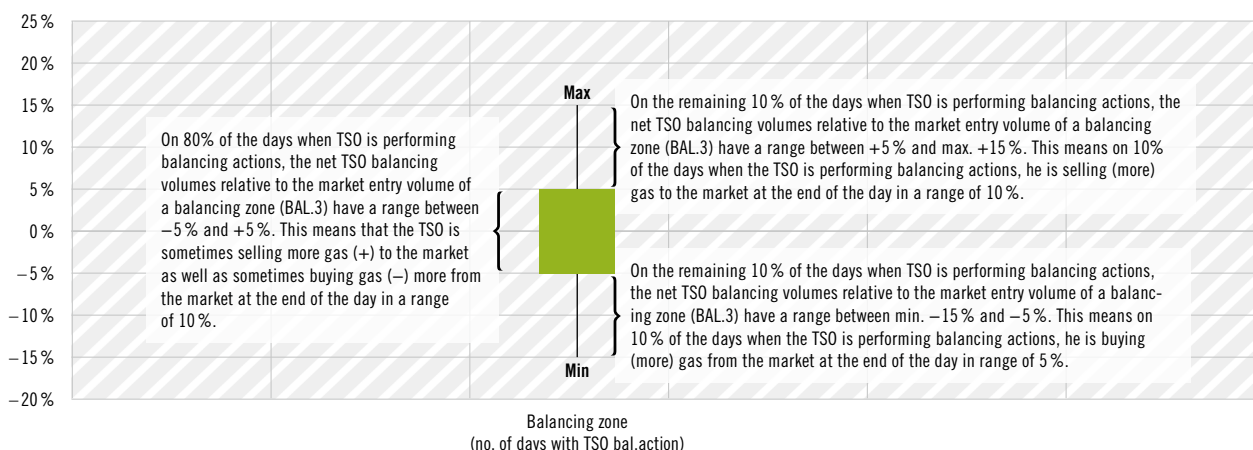 25 %
20 %
15 %
10 %
5 %
0 %
−5 %
−10 %
−15 %
−20 %
On 80% of the days when TSO is performing
balancing actions, the net TSO balancing
volumes relative to the market entry volume of
a balancing zone (BAL.3) have a range between
−5 % and +5 %. This means that the TSO is
sometimes selling more gas (+) to the market
as well as sometimes buying gas (−) more from
the market at the end of the day in a range
of 10 %.
Max
On the remaining 10 % of the days when TSO is performing balancing actions, the
net TSO balancing volumes relative to the market entry volume of a balancing
zone (BAL.3) have a range between +5 % and max. +15 %. This means on 10%
of the days when the TSO is performing balancing actions, he is selling (more)
gas to the market at the end of the day in a range of 10 %.
On the remaining 10 % of the days when TSO is performing balancing actions,
the net TSO balancing volumes relative to the market entry volume of a balanc-
ing zone (BAL.3) have a range between min. −15 % and −5 %. This means on
10 % of the days when the TSO is performing balancing actions, he is buying
(more) gas from the market at the end of the day in range of 5 %.
Min
Balancing zone
(no. of days with TSO bal.action)